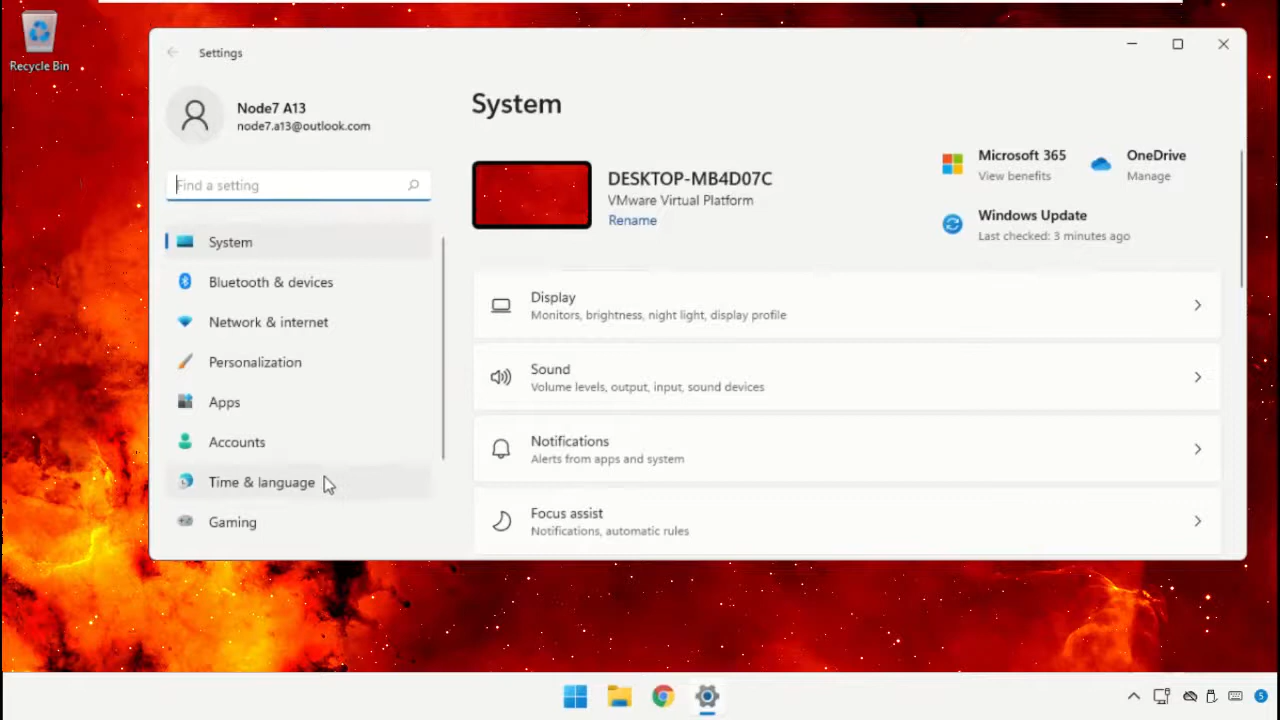 Recycle Bin
Settings
Node7 A13
node7.a13@outlook.com
Find a setting
System
Bluetooth & devices
Network & internet
Personalization
Apps
Accounts
Time & language
Gaming
System
DESKTOP-MB4D07C
VMware Virtual Platform
Rename
Microsoft 365
View benefits
OneDrive
Manage
Windows Update
Last checked: 3 minutes ago
Display
Monitors, brightness, night light, display profile
Sound
Volume levels, output, input, sound devices
Notifications
Alerts from apps and system
Focus assist
Notifications, automatic rules
5